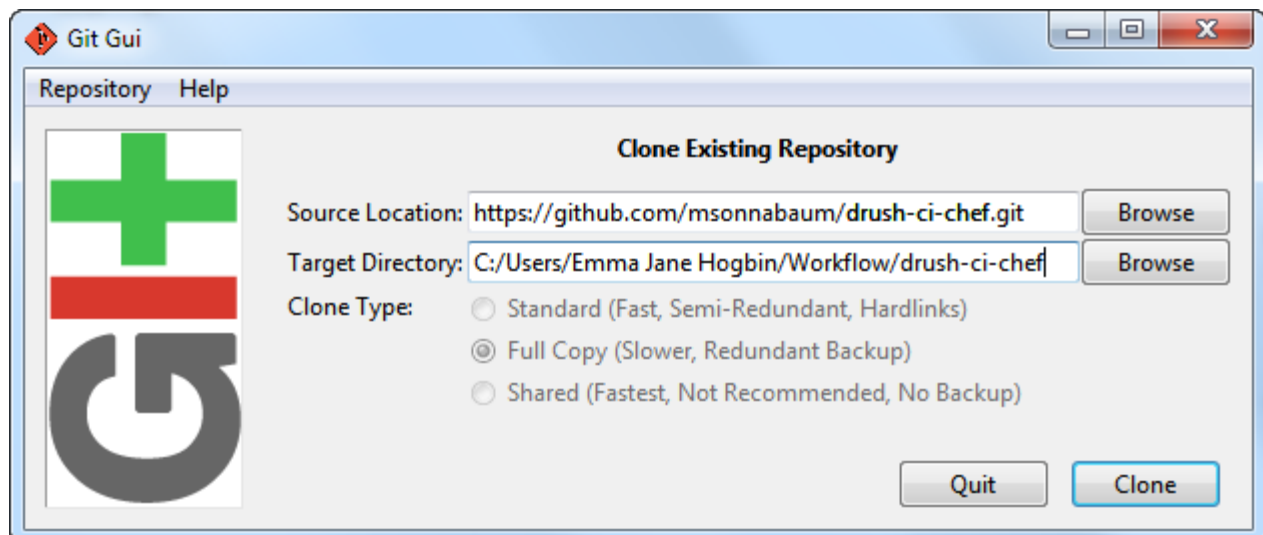 Git Gui
Repository Help
GIT
Clone Existing Repository
Source Location: https://github.com/msonnabaum/drush-ci-chef.git Browse
Target Directory: C:/Users/Emma Jane Hogbin/Workflow/drush-ci-chef Browse
Clone Type: Standard (Fast, Semi-Redundant, Hardlinks)
Full Copy (Slower, Redundant Backup)
Shared (Fastest, Not Recommended, No Backup)
Quit Clone